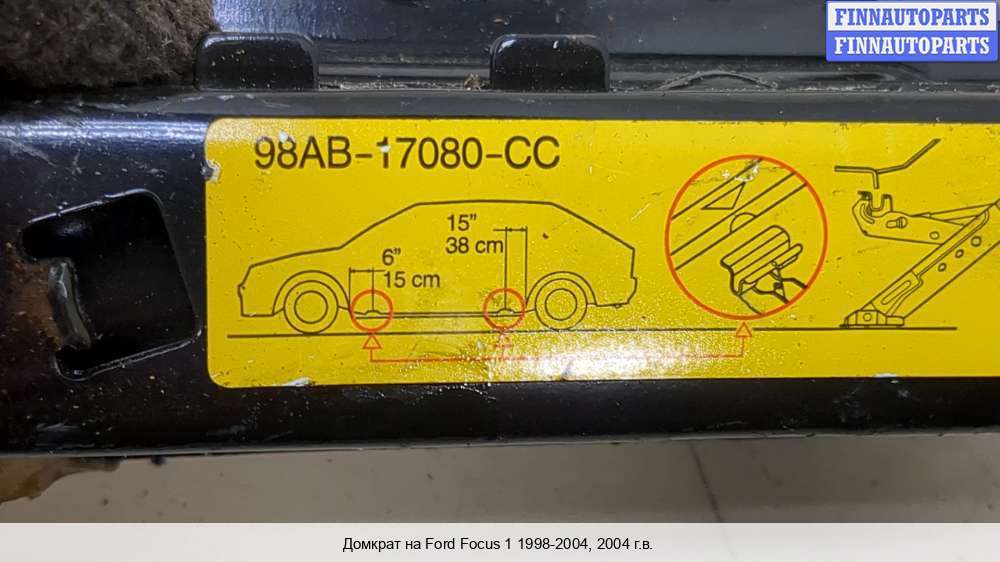 FINNAUTOPARTS
FINNAUTOPARTS
98AB-17080-CC
15”
38 cm
6”
15 cm
Домкрат на Ford Focus 1 1998-2004, 2004 г.в.